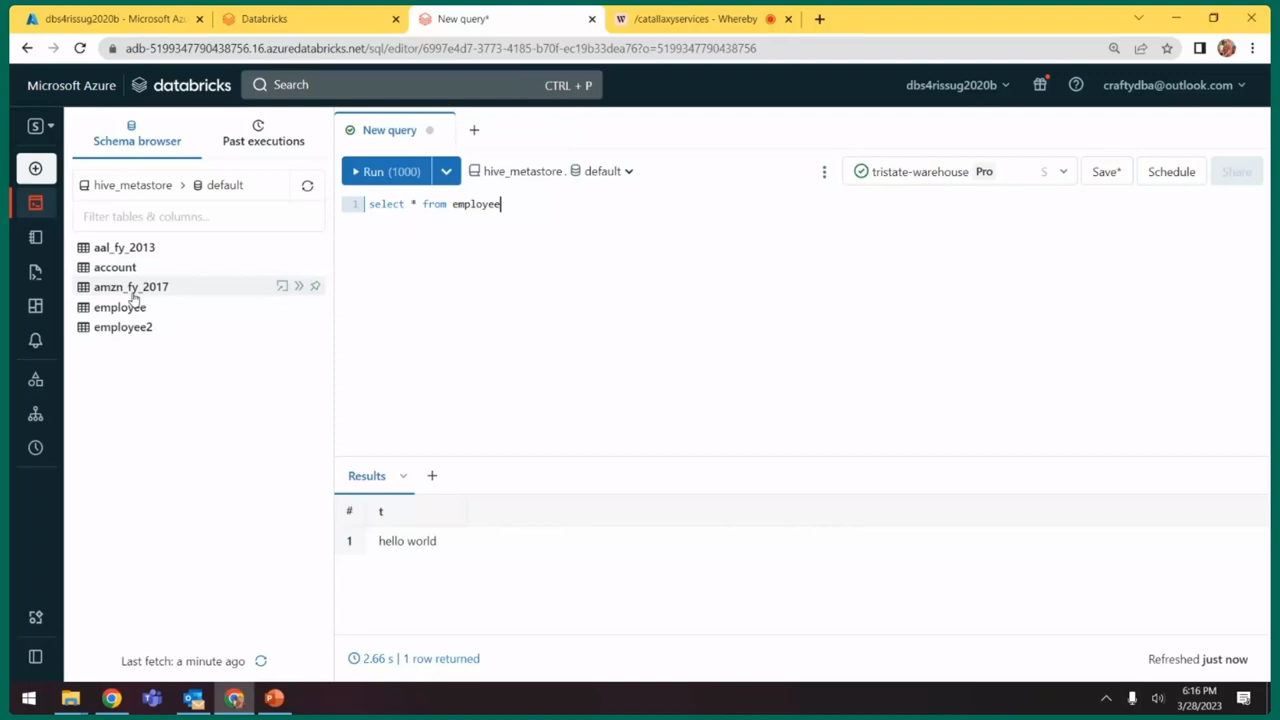 dbs4rissug2020b - Microsoft Azu
Databricks
New query*
/catallaxyservices - Whereby
adb-5199347790438756.16.azuredatabricks.net/sql/editor/6997e4d7-3773-4185-b70f-ec19b33dea76?o=5199347790438756
Microsoft Azure
databricks
Search
CTRL + P
dbs4rissug2020b
craftydba@outlook.com
S
Schema browser
Past executions
New query
hive_metastore > default
Run (1000)
hive_metastore . default
tristate-warehouse Pro S
Save*
Schedule
Share
Filter tables & columns...
1 select * from employee
aal_fy_2013
account
amzn_fy_2017
employee
employee2
Results
# t
1 hello world
Last fetch: a minute ago
2.66 s | 1 row returned
Refreshed just now
6:16 PM
3/28/2023